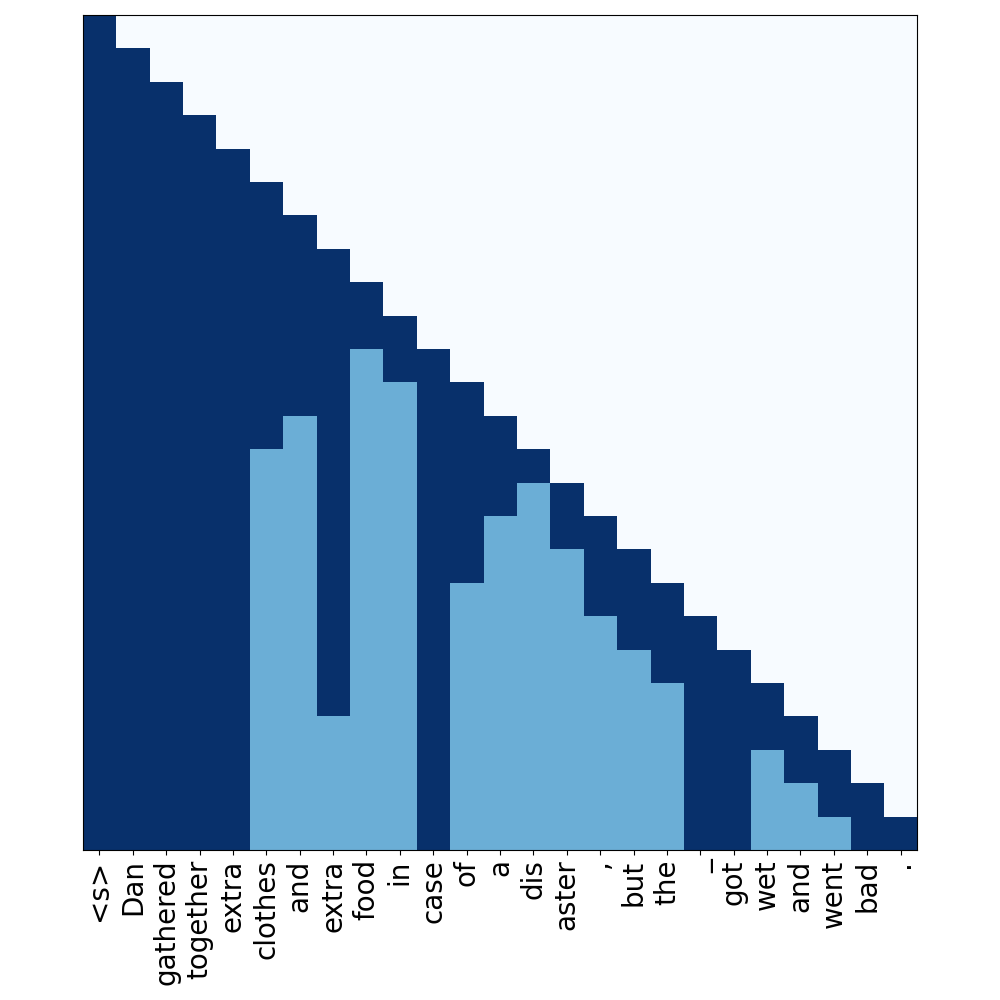 <s>
Dan
gathered
together
extra
clothes
and
extra
food
in
case
of
a
dis
aster
,
but
the
_
got
wet
and
went
bad
.